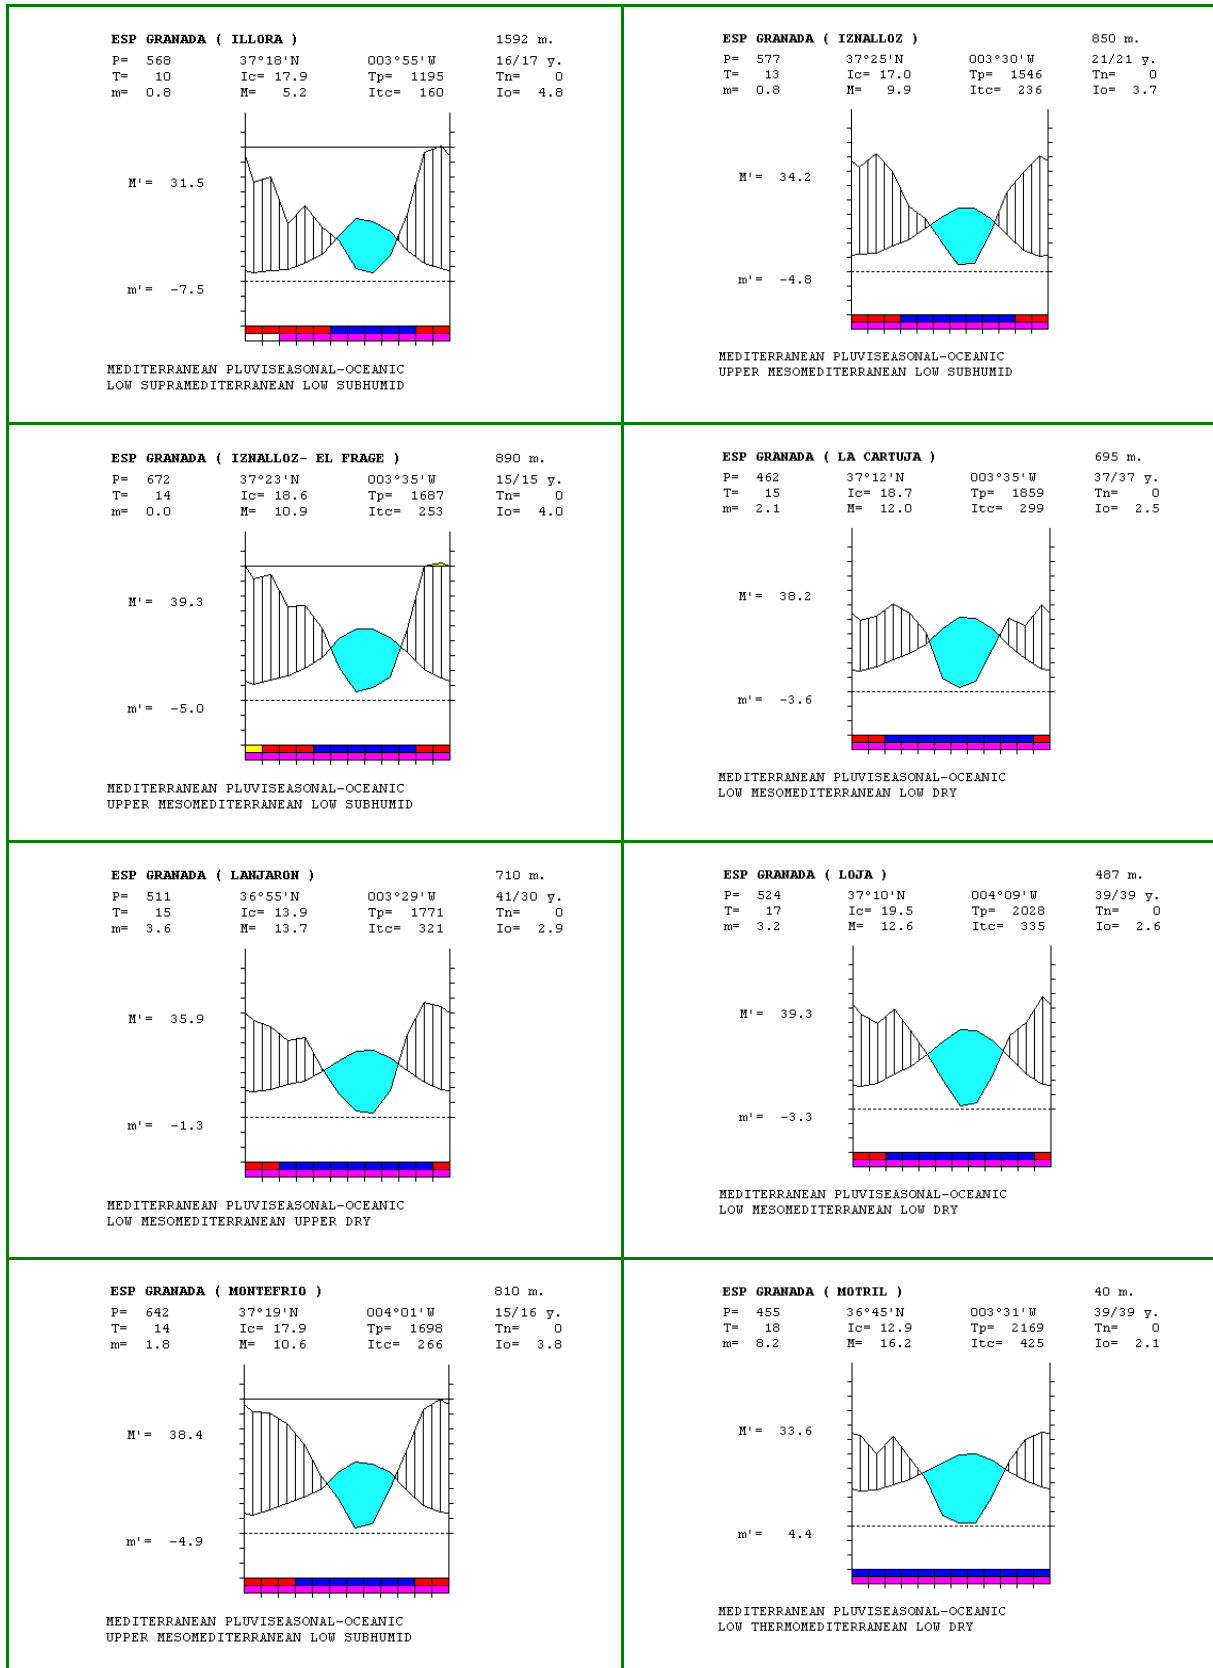 ESP GRANADA ( ILLORA ) 1592 m.
P= 568 37°18'N 003°55'W 16/17 y.
T= 10 Ic= 17.9 Tp= 1195 Tn= 0
m= 0.8 M= 5.2 Itc= 160 Io= 4.8
M'= 31.5
m'= -7.5
MEDITERRANEAN PLUVISEASONAL-OCEANIC
LOW SUPRAMEDITERRANEAN LOW SUBHUMID
ESP GRANADA ( IZNALLOZ ) 850 m.
P= 577 37°25'N 003°30'W 21/21 y.
T= 13 Ic= 17.0 Tp= 1546 Tn= 0
m= 0.8 M= 9.9 Itc= 236 Io= 3.7
M'= 34.2
m'= -4.8
MEDITERRANEAN PLUVISEASONAL-OCEANIC
UPPER MESOMEDITERRANEAN LOW SUBHUMID
ESP GRANADA ( IZNALLOZ- EL FRAGE ) 890 m.
P= 672 37°23'N 003°35'W 15/15 y.
T= 14 Ic= 18.6 Tp= 1687 Tn= 0
m= 0.0 M= 10.9 Itc= 253 Io= 4.0
M'= 39.3
m'= -5.0
MEDITERRANEAN PLUVISEASONAL-OCEANIC
UPPER MESOMEDITERRANEAN LOW SUBHUMID
ESP GRANADA ( LA CARTUJA ) 695 m.
P= 462 37°12'N 003°35'W 37/37 y.
T= 15 Ic= 18.7 Tp= 1859 Tn= 0
m= 2.1 M= 12.0 Itc= 299 Io= 2.5
M'= 38.2
m'= -3.6
MEDITERRANEAN PLUVISEASONAL-OCEANIC
LOW MESOMEDITERRANEAN LOW DRY
ESP GRANADA ( LANJARON ) 710 m.
P= 511 36°55'N 003°29'W 41/30 y.
T= 15 Ic= 13.9 Tp= 1771 Tn= 0
m= 3.6 M= 13.7 Itc= 321 Io= 2.9
M'= 35.9
m'= -1.3
MEDITERRANEAN PLUVISEASONAL-OCEANIC
LOW MESOMEDITERRANEAN UPPER DRY
ESP GRANADA ( LOJA ) 487 m.
P= 524 37°10'N 004°09'W 39/39 y.
T= 17 Ic= 19.5 Tp= 2028 Tn= 0
m= 3.2 M= 12.6 Itc= 335 Io= 2.6
M'= 39.3
m'= -3.3
MEDITERRANEAN PLUVISEASONAL-OCEANIC
LOW MESOMEDITERRANEAN LOW DRY
ESP GRANADA ( MONTEFRIO ) 810 m.
P= 642 37°19'N 004°01'W 15/16 y.
T= 14 Ic= 17.9 Tp= 1698 Tn= 0
m= 1.8 M= 10.6 Itc= 266 Io= 3.8
M'= 38.4
m'= -4.9
MEDITERRANEAN PLUVISEASONAL-OCEANIC
UPPER MESOMEDITERRANEAN LOW SUBHUMID
ESP GRANADA ( MOTRIL ) 40 m.
P= 455 36°45'N 003°31'W 39/39 y.
T= 18 Ic= 12.9 Tp= 2169 Tn= 0
m= 8.2 M= 16.2 Itc= 425 Io= 2.1
M'= 33.6
m'= 4.4
MEDITERRANEAN PLUVISEASONAL-OCEANIC
LOW THERMOMEDITERRANEAN LOW DRY